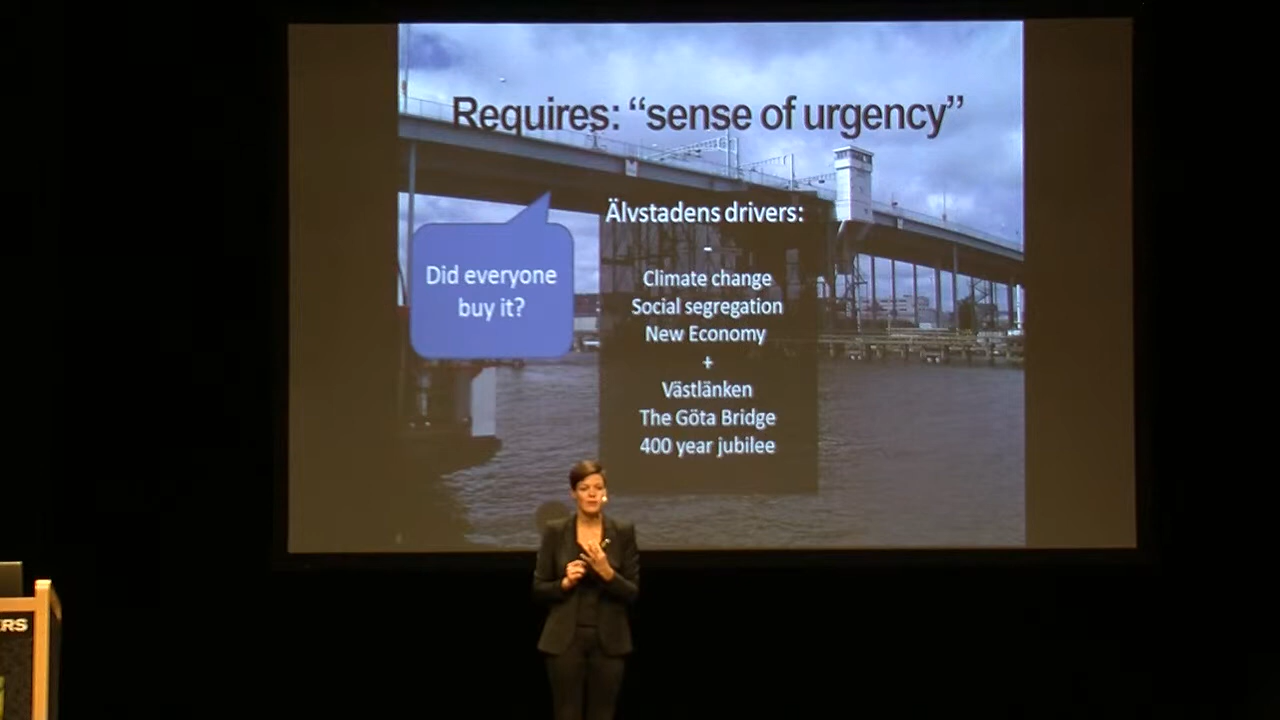 Requires: “sense of urgency”
Älvstadens drivers:
Did everyone
buy it?
Climate change
Social segregation
New Economy
+
Västlänken
The Göta Bridge
400 year jubilee
ERS